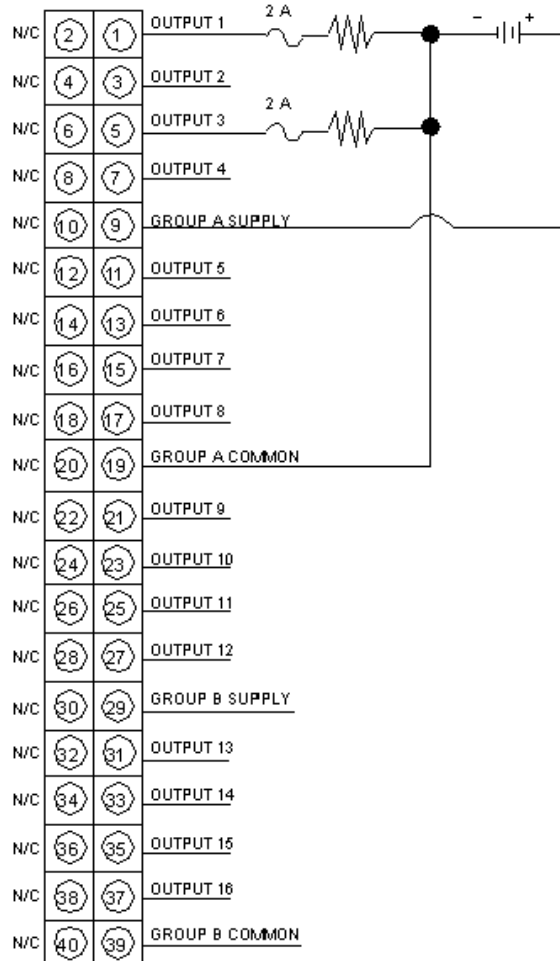 2 A
N/C 2 1 OUTPUT 1 - +
N/C 4 3 OUTPUT 2
2 A
N/C 6 5 OUTPUT 3
N/C 8 7 OUTPUT 4
N/C 10 9 GROUP A SUPPLY
N/C 12 11 OUTPUT 5
N/C 14 13 OUTPUT 6
N/C 16 15 OUTPUT 7
N/C 18 17 OUTPUT 8
N/C 20 19 GROUP A COMMON
N/C 22 21 OUTPUT 9
N/C 24 23 OUTPUT 10
N/C 26 25 OUTPUT 11
N/C 28 27 OUTPUT 12
N/C 30 29 GROUP B SUPPLY
N/C 32 31 OUTPUT 13
N/C 34 33 OUTPUT 14
N/C 36 35 OUTPUT 15
N/C 38 37 OUTPUT 16
N/C 40 39 GROUP B COMMON